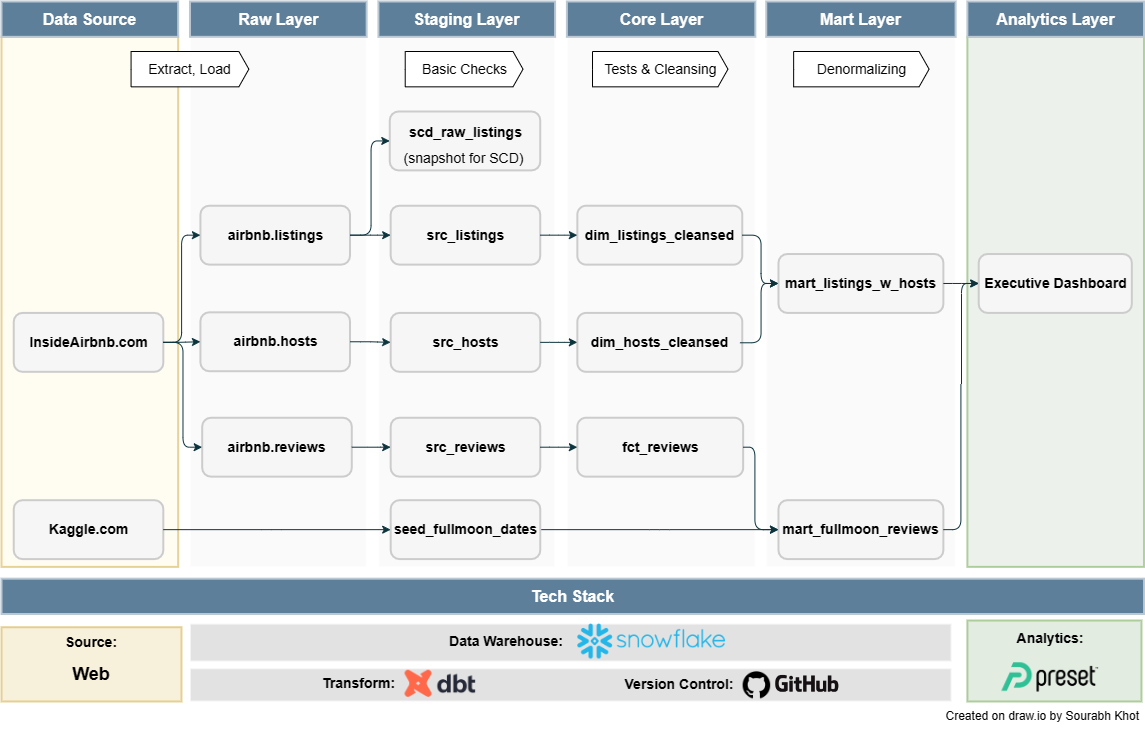 Data Source
Raw Layer
Staging Layer
Core Layer
Mart Layer
Analytics Layer
Extract, Load
Basic Checks
Tests & Cleansing
Denormalizing
scd_raw_listings
(snapshot for SCD)
airbnb.listings
src_listings
dim_listings_cleansed
mart_listings_w_hosts
Executive Dashboard
InsideAirbnb.com
airbnb.hosts
src_hosts
dim_hosts_cleansed
airbnb.reviews
src_reviews
fct_reviews
Kaggle.com
seed_fullmoon_dates
mart_fullmoon_reviews
Tech Stack
Source:
Web
Data Warehouse: snowflake
Transform: dbt
Version Control: GitHub
Analytics:
preset
Created on draw.io by Sourabh Khot